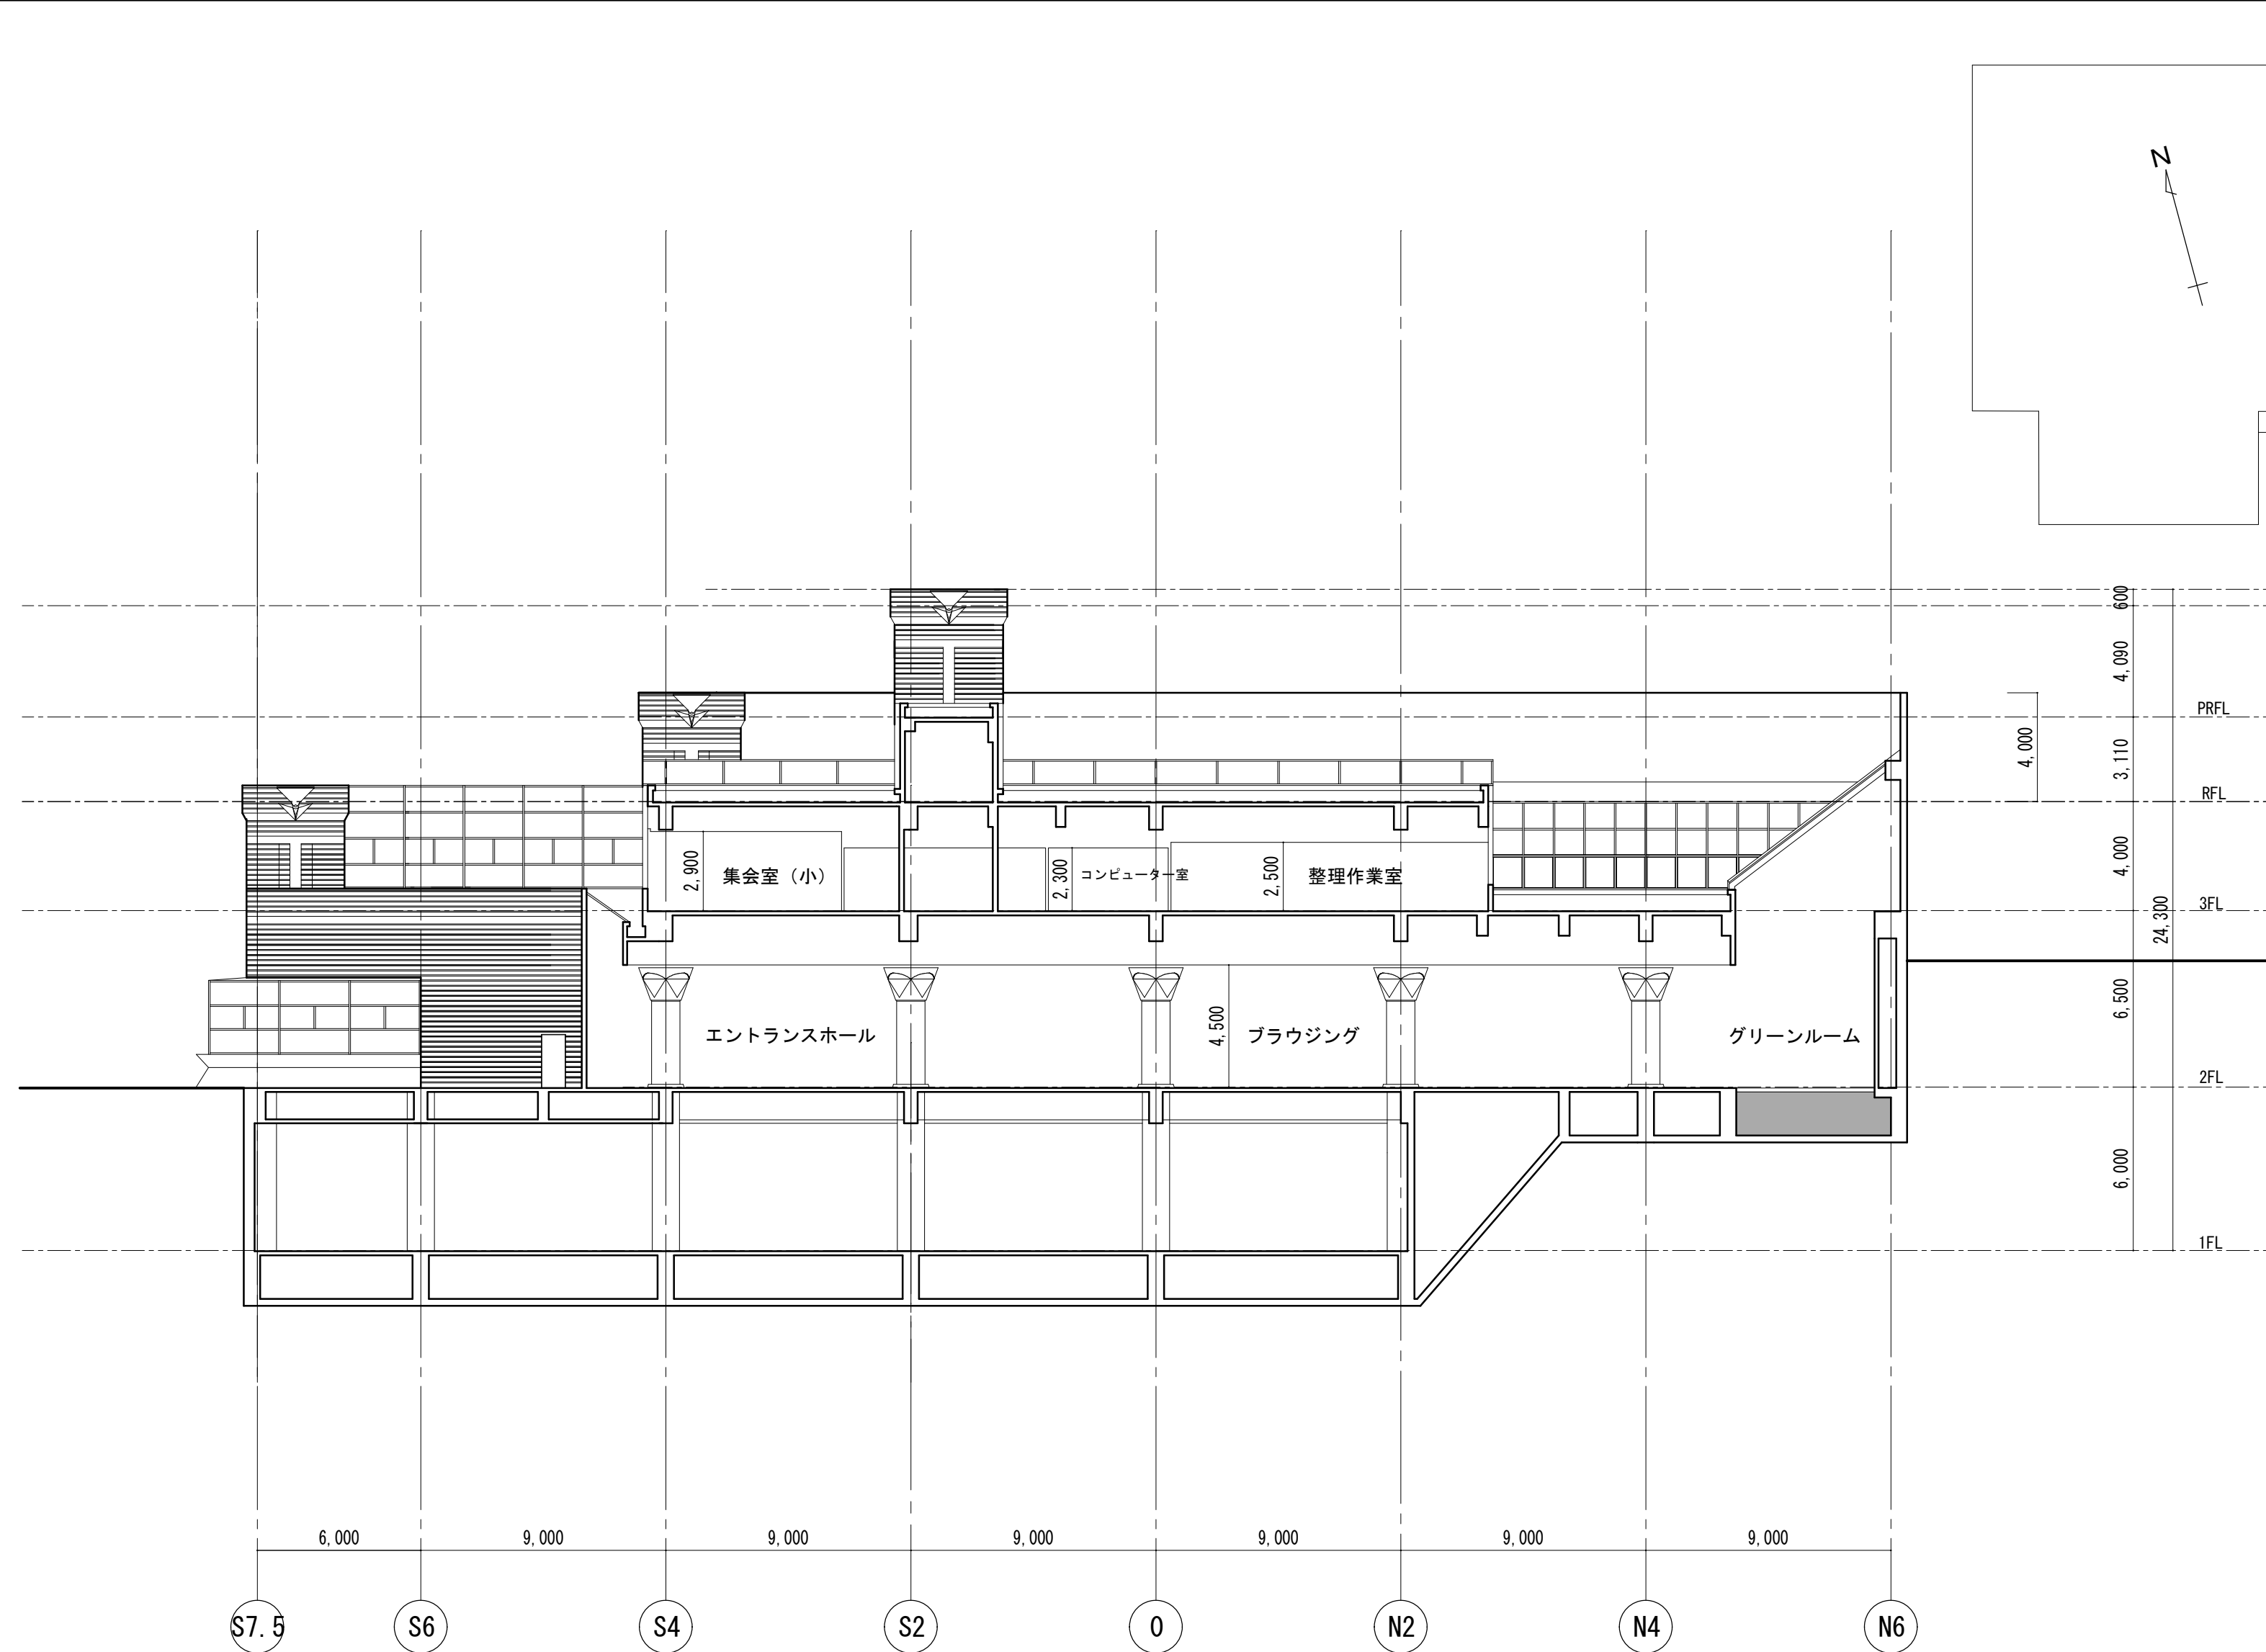 N
600
4,090
PRFL
4,000
3,110
RFL
2,900
集会室（小）
2,300
コンピューター室
2,500
整理作業室
4,000
3FL
24,300
エントランスホール
4,500
ブラウジング
グリーンルーム
6,500
2FL
6,000
1FL
6,000
9,000
9,000
9,000
9,000
9,000
9,000
S7.5
S6
S4
S2
0
N2
N4
N6